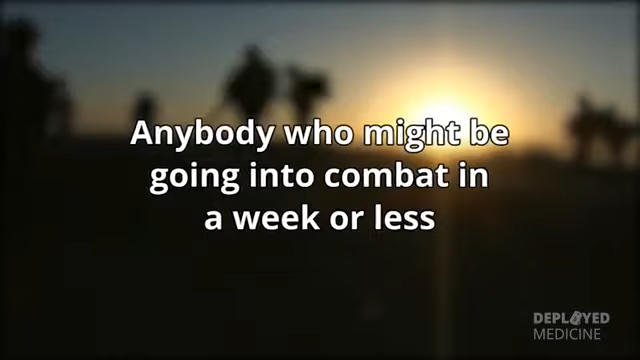 Anybody who might be
going into combat in
a week or less
DEPLOYED
MEDICINE